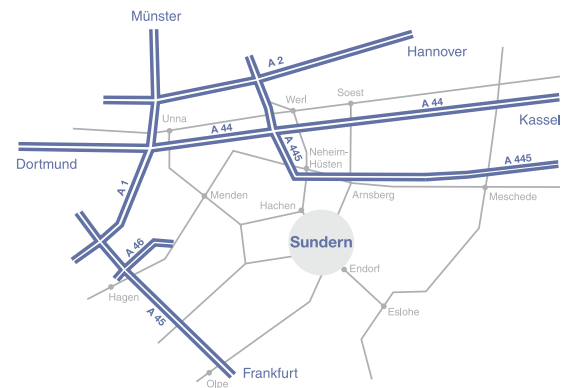 Münster
A 2
Hannover
Werl
Soest
A 44
Kassel
Unna
A 44
A 445
Neheim-
Hüsten
A 445
Dortmund
A 1
Menden
Hachen
Arnsberg
Meschede
Sundern
A 46
Endorf
Hagen
A 45
Eslohe
Frankfurt
Olpe